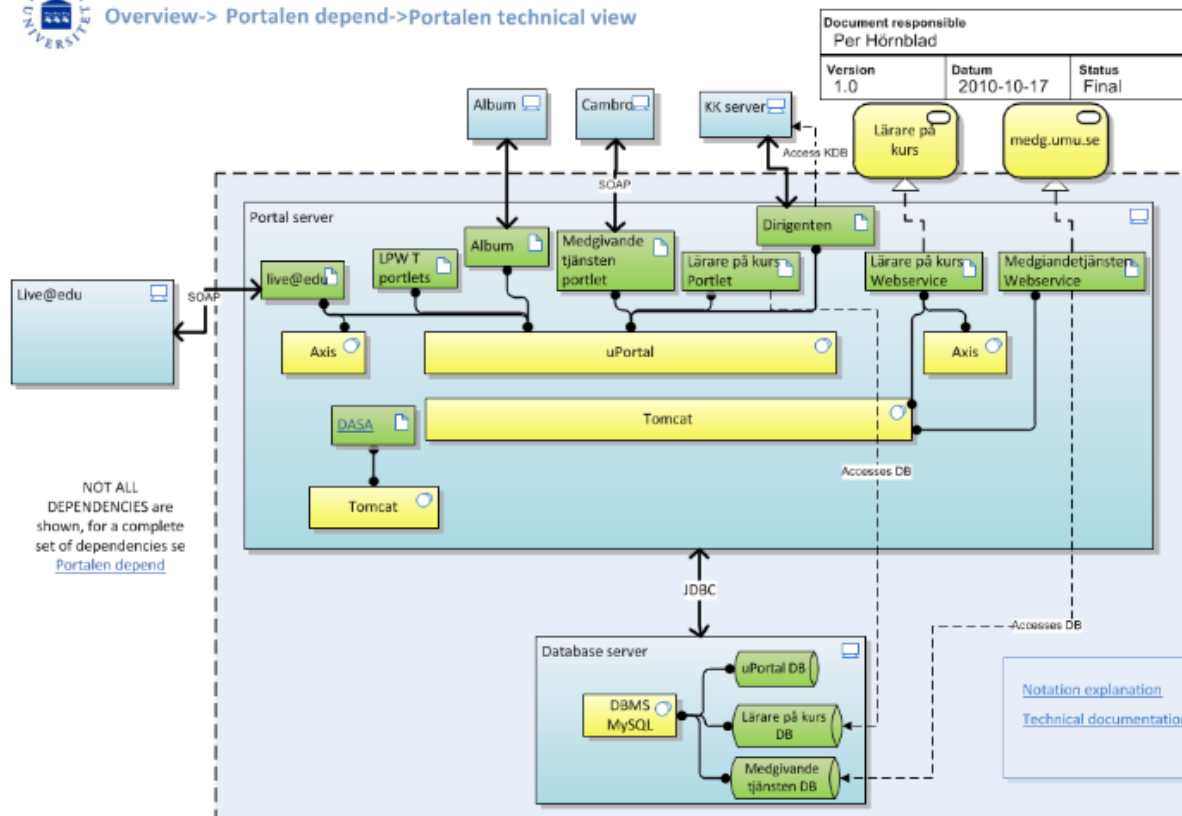 UNIVERSITET
Overview-> Portalen depend->Portalen technical view
Document responsible
Per Hörnblad
Version
1.0
Datum
2010-10-17
Status
Final
Album
Cambro
KK server
Lärare på
kurs
medg.umu.se
Access KDB
SOAP
Portal server
Dirigenten
Album
Medgivande
tjänsten
portlet
LPW T
portlets
Lärare på kurs
Portlet
Lärare på kurs
Webservice
Medgiandetjänsten
Webservice
live@edu
Live@edu
SOAP
Axis
uPortal
Axis
Tomcat
DASA
Accesses DB
Tomcat
NOT ALL
DEPENDENCIES are
shown, for a complete
set of dependencies se
Portalen depend
JDBC
Accesses DB
Database server
uPortal DB
DBMS
MySQL
Lärare på kurs
DB
Medgivande
tjänsten DB
Notation explanation
Technical documentation